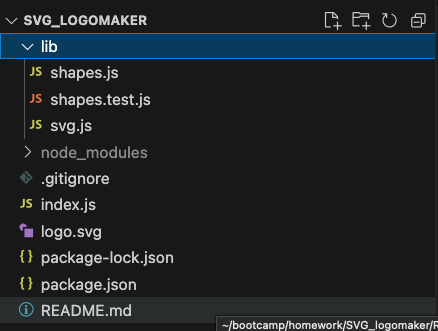 SVG_LOGOMAKER
lib
JS shapes.js
JS shapes.test.js
JS svg.js
node_modules
.gitignore
JS index.js
logo.svg
{} package-lock.json
{} package.json
README.md
~/bootcamp/homework/SVG_logomaker/R